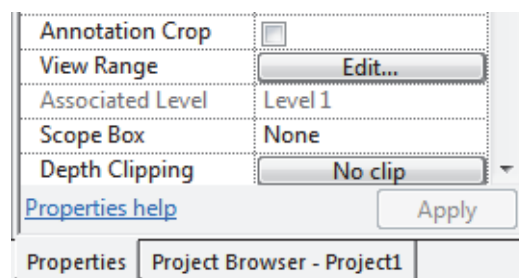 Annotation Crop
View Range Edit...
Associated Level Level 1
Scope Box None
Depth Clipping No clip
Properties help Apply
Properties Project Browser - Project1